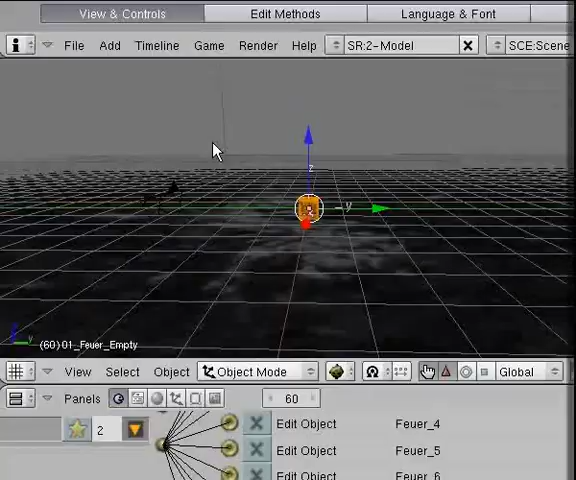 View & Controls Edit Methods Language & Font
File Add Timeline Game Render Help SR:2-Model SCE:Scene
z
y
(60) 01_Feuer_Empty
View Select Object Object Mode Global
Panels 60
2 Edit Object Feuer_4
Edit Object Feuer_5
Edit Object Feuer_6